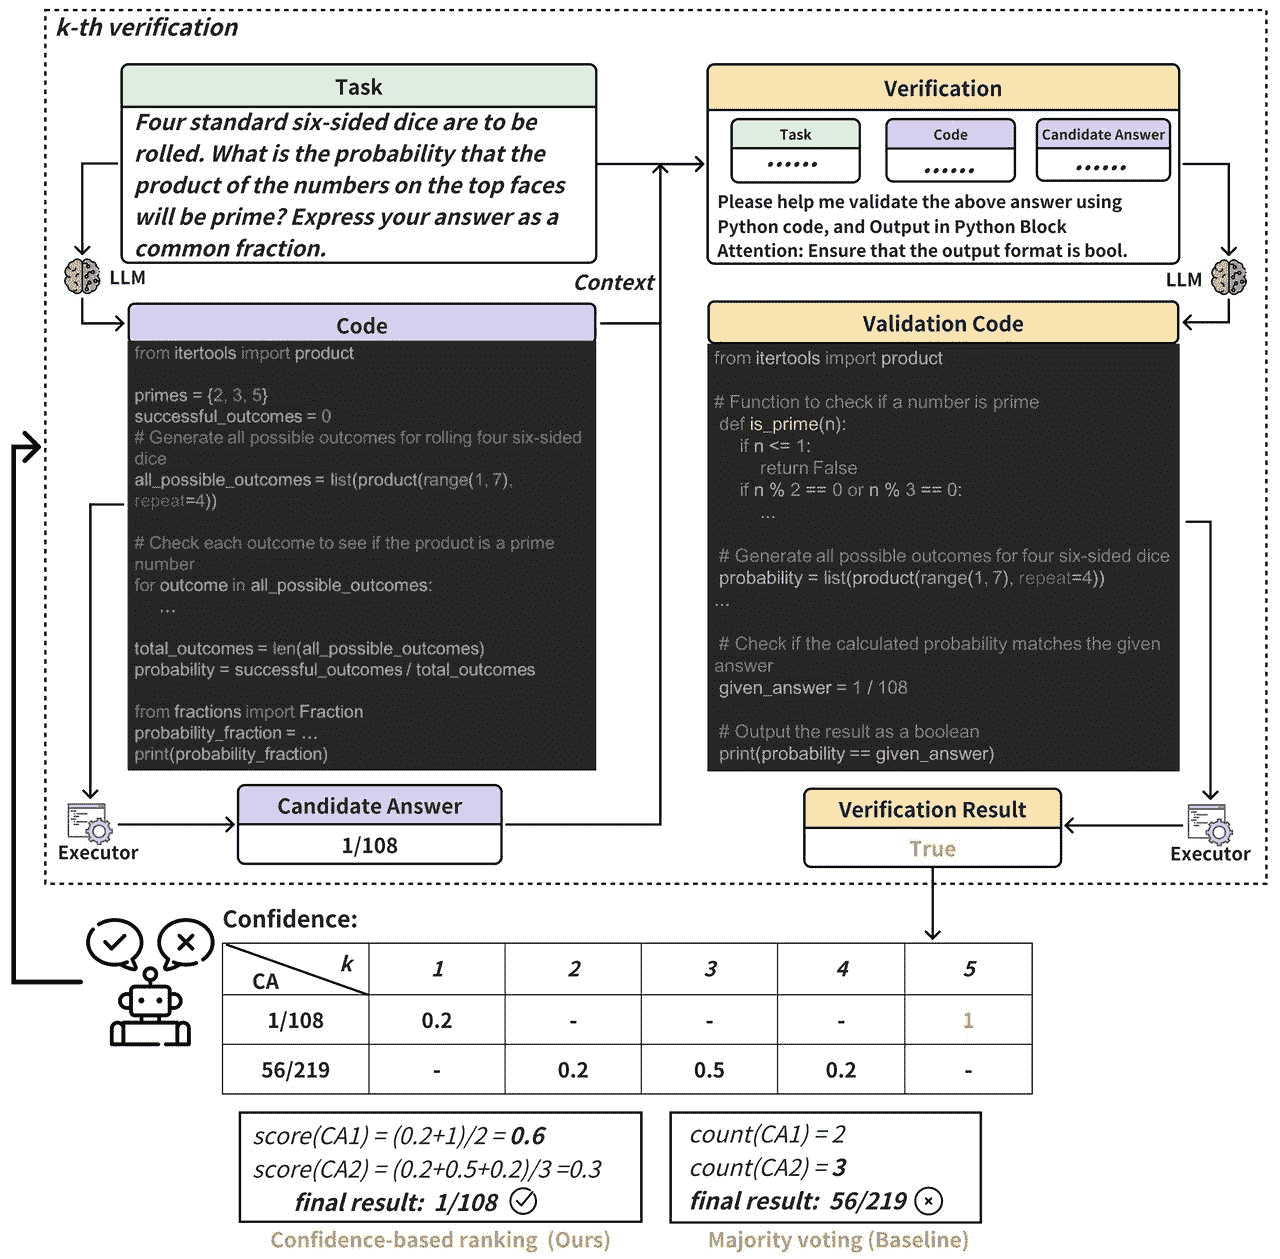 k-th verification
Task
Four standard six-sided dice are to be
rolled. What is the probability that the
product of the numbers on the top faces
will be prime? Express your answer as a
common fraction.
LLM
Context
Code
from itertools import product
primes = {2, 3, 5}
successful_outcomes = 0
# Generate all possible outcomes for rolling four six-sided
dice
all_possible_outcomes = list(product(range(1, 7),
repeat=4))
# Check each outcome to see if the product is a prime
number
for outcome in all_possible_outcomes:
...
total_outcomes = len(all_possible_outcomes)
probability = successful_outcomes / total_outcomes
from fractions import Fraction
probability_fraction = ...
print(probability_fraction)
Executor
Candidate Answer
1/108
Verification
Task
Code
Candidate Answer
......
......
......
Please help me validate the above answer using
Python code, and Output in Python Block
Attention: Ensure that the output format is bool.
LLM
Validation Code
from itertools import product
# Function to check if a number is prime
def is_prime(n):
if n <= 1:
return False
if n % 2 == 0 or n % 3 == 0:
...
# Generate all possible outcomes for four six-sided dice
probability = list(product(range(1, 7), repeat=4))
...
# Check if the calculated probability matches the given
answer
given_answer = 1 / 108
# Output the result as a boolean
print(probability == given_answer)
Verification Result
True
Executor
Confidence:
CA k 1 2 3 4 5
1/108 0.2 - - - 1
56/219 - 0.2 0.5 0.2 -
score(CA1) = (0.2+1)/2 = 0.6
score(CA2) = (0.2+0.5+0.2)/3 =0.3
final result: 1/108
Confidence-based ranking (Ours)
count(CA1) = 2
count(CA2) = 3
final result: 56/219
Majority voting (Baseline)